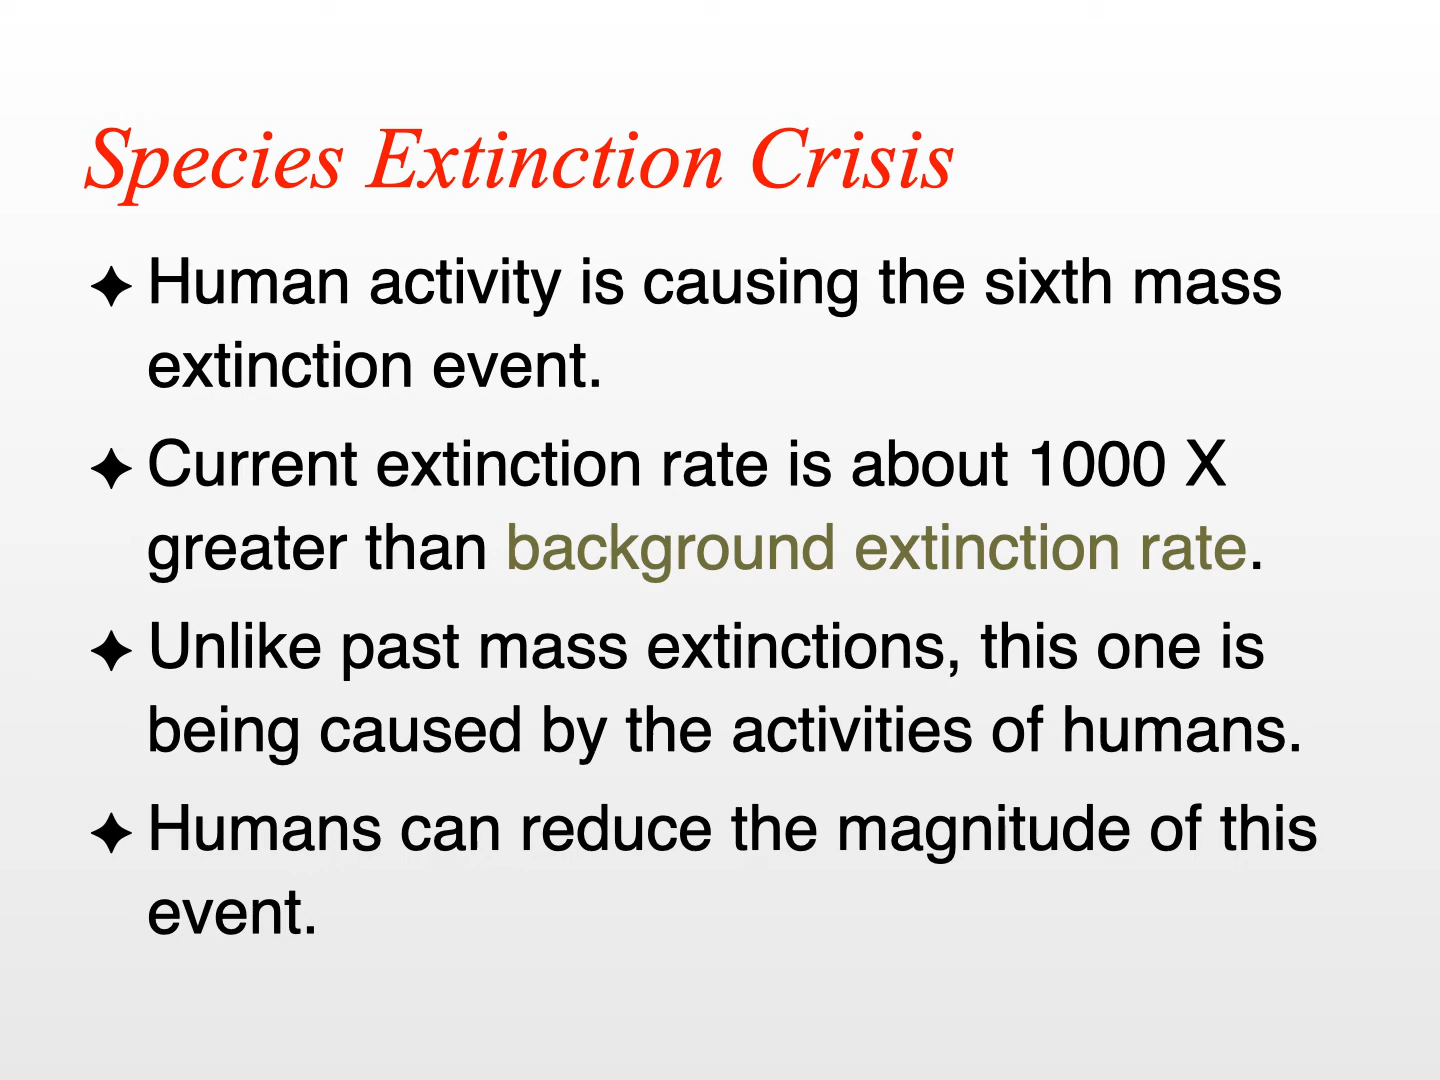 Species Extinction Crisis
✦ Human activity is causing the sixth mass
extinction event.
✦ Current extinction rate is about 1000 X
greater than background extinction rate.
✦ Unlike past mass extinctions, this one is
being caused by the activities of humans.
✦ Humans can reduce the magnitude of this
event.